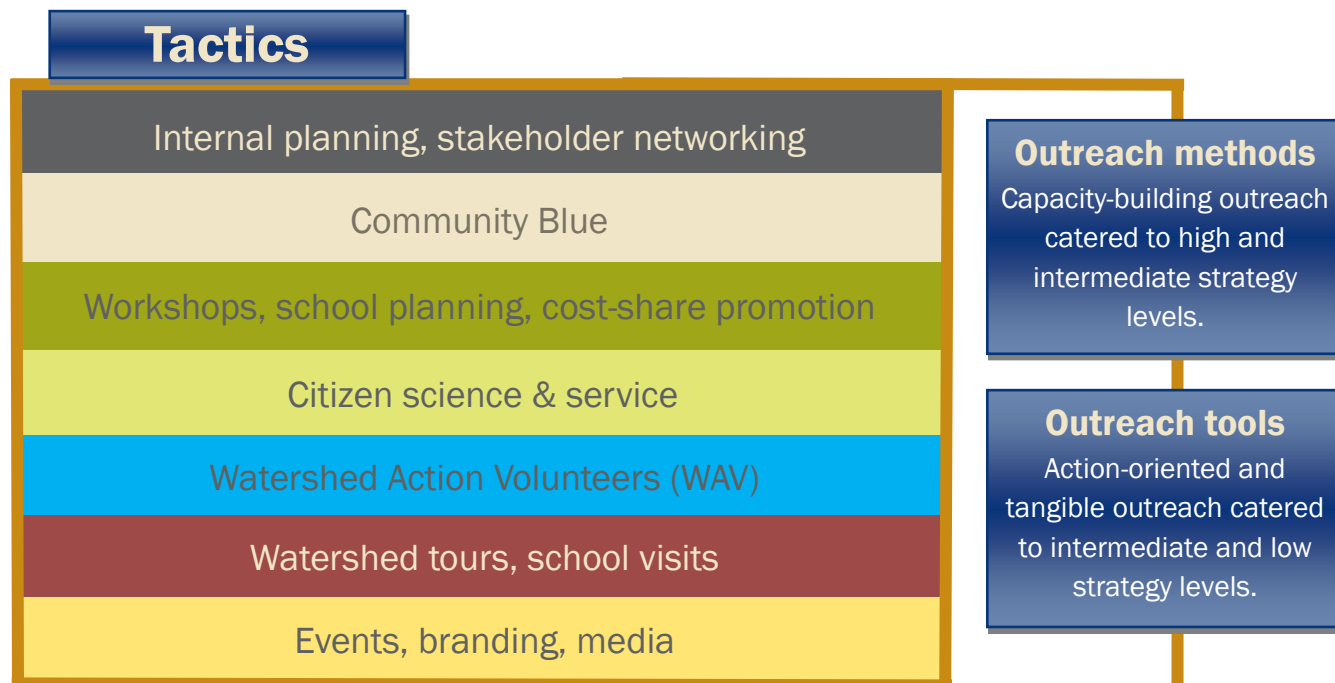 Tactics
Internal planning, stakeholder networking
Community Blue
Workshops, school planning, cost-share promotion
Citizen science & service
Watershed Action Volunteers (WAV)
Watershed tours, school visits
Events, branding, media
Outreach methods
Capacity-building outreach
catered to high and
intermediate strategy
levels.
Outreach tools
Action-oriented and
tangible outreach catered
to intermediate and low
strategy levels.